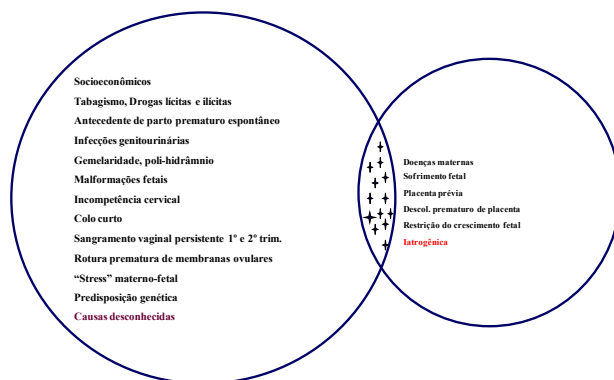 Socioeconômicos
Tabagismo, Drogas lícitas e ilícitas
Antecedente de parto prematuro espontâneo
Infecções genitourinárias
Gemelaridade, poli-hidrâmnio
Malformações fetais
Incompetência cervical
Colo curto
Sangramento vaginal persistente 1º e 2º trim.
Rotura prematura de membranas ovulares
“Stress” materno-fetal
Predisposição genética
Causas desconhecidas
Doenças maternas
Sofrimento fetal
Placenta prévia
Descol. prematuro de placenta
Restrição do crescimento fetal
Iatrogênica